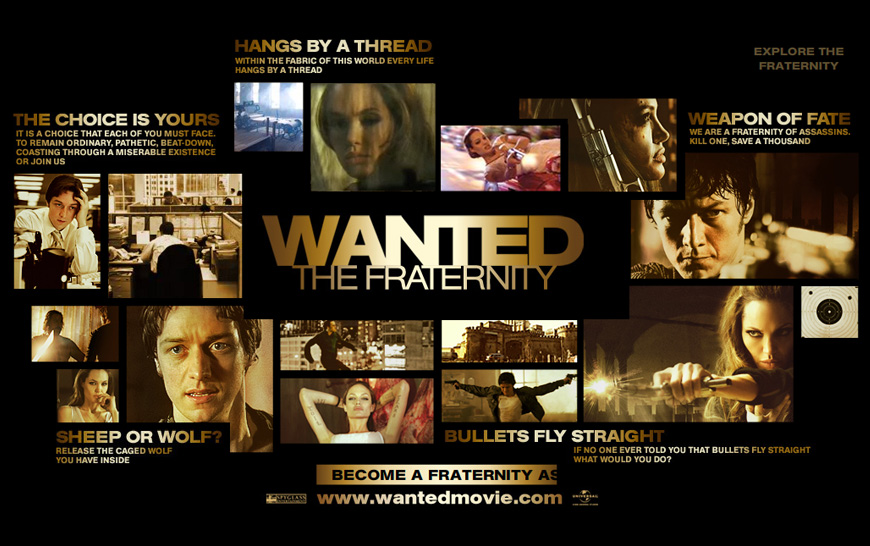 HANGS BY A THREAD
WITHIN THE FABRIC OF THIS WORLD EVERY LIFE
HANGS BY A THREAD
EXPLORE THE
FRATERNITY
THE CHOICE IS YOURS
IT IS A CHOICE THAT EACH OF YOU MUST FACE.
TO REMAIN ORDINARY, PATHETIC, BEAT-DOWN,
COASTING THROUGH A MISERABLE EXISTENCE
OR JOIN US
WEAPON OF FATE
WE ARE A FRATERNITY OF ASSASSINS.
KILL ONE, SAVE A THOUSAND
WANTED
THE FRATERNITY
SHEEP OR WOLF?
RELEASE THE CAGED WOLF
YOU HAVE INSIDE
BULLETS FLY STRAIGHT
IF NO ONE EVER TOLD YOU THAT BULLETS FLY STRAIGHT
WHAT WOULD YOU DO?
BECOME A FRATERNITY AS
SPYGLASS
www.wantedmovie.com
UNIVERSAL